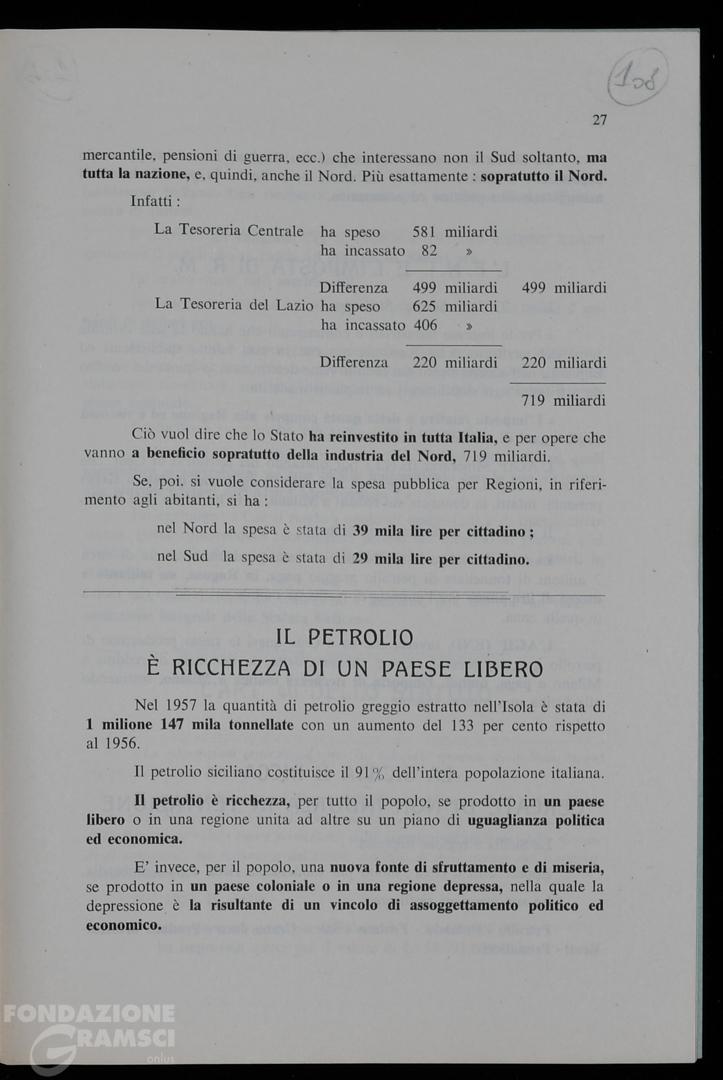 108
27
mercantile, pensioni di guerra, ecc.) che interessano non il Sud soltanto, ma
tutta la nazione, e, quindi, anche il Nord. Più esattamente : sopratutto il Nord.
Infatti :
La Tesoreria Centrale ha speso 581 miliardi
ha incassato 82 »
Differenza 499 miliardi 499 miliardi
La Tesoreria del Lazio ha speso 625 miliardi
ha incassato 406 »
Differenza 220 miliardi 220 miliardi
719 miliardi
Ciò vuol dire che lo Stato ha reinvestito in tutta Italia, e per opere che
vanno a beneficio sopratutto della industria del Nord, 719 miliardi.
Se, poi, si vuole considerare la spesa pubblica per Regioni, in riferi-
mento agli abitanti, si ha :
nel Nord la spesa è stata di 39 mila lire per cittadino ;
nel Sud la spesa è stata di 29 mila lire per cittadino.
IL PETROLIO
È RICCHEZZA DI UN PAESE LIBERO
Nel 1957 la quantità di petrolio greggio estratto nell'Isola è stata di
1 milione 147 mila tonnellate con un aumento del 133 per cento rispetto
al 1956.
Il petrolio siciliano costituisce il 91% dell'intera popolazione italiana.
Il petrolio è ricchezza, per tutto il popolo, se prodotto in un paese
libero o in una regione unita ad altre su un piano di uguaglianza politica
ed economica.
E' invece, per il popolo, una nuova fonte di sfruttamento e di miseria,
se prodotto in un paese coloniale o in una regione depressa, nella quale la
depressione è la risultante di un vincolo di assoggettamento politico ed
economico.
FONDAZIONE
GRAMSCI
onlus